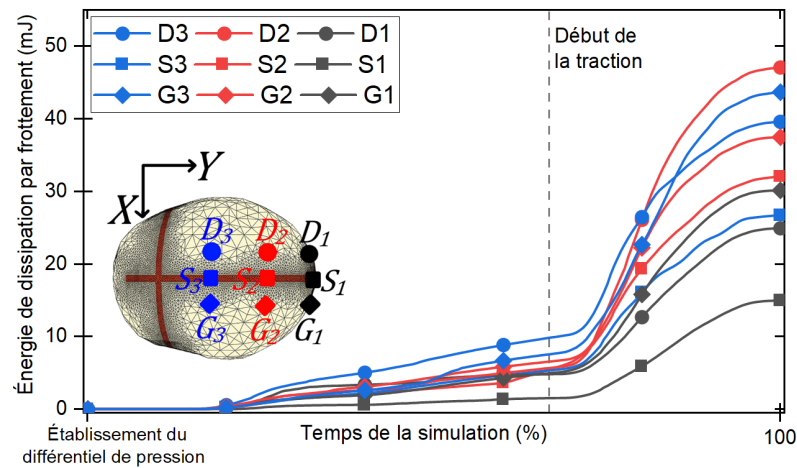 Énergie de dissipation par frottement (mJ)
50
40
30
20
10
0
D3 D2 D1
S3 S2 S1
G3 G2 G1
Début de
la traction
Y
X
D3 D2 D1
S3 S2 S1
G3 G2 G1
Établissement du
différentiel de pression
Temps de la simulation (%)
100